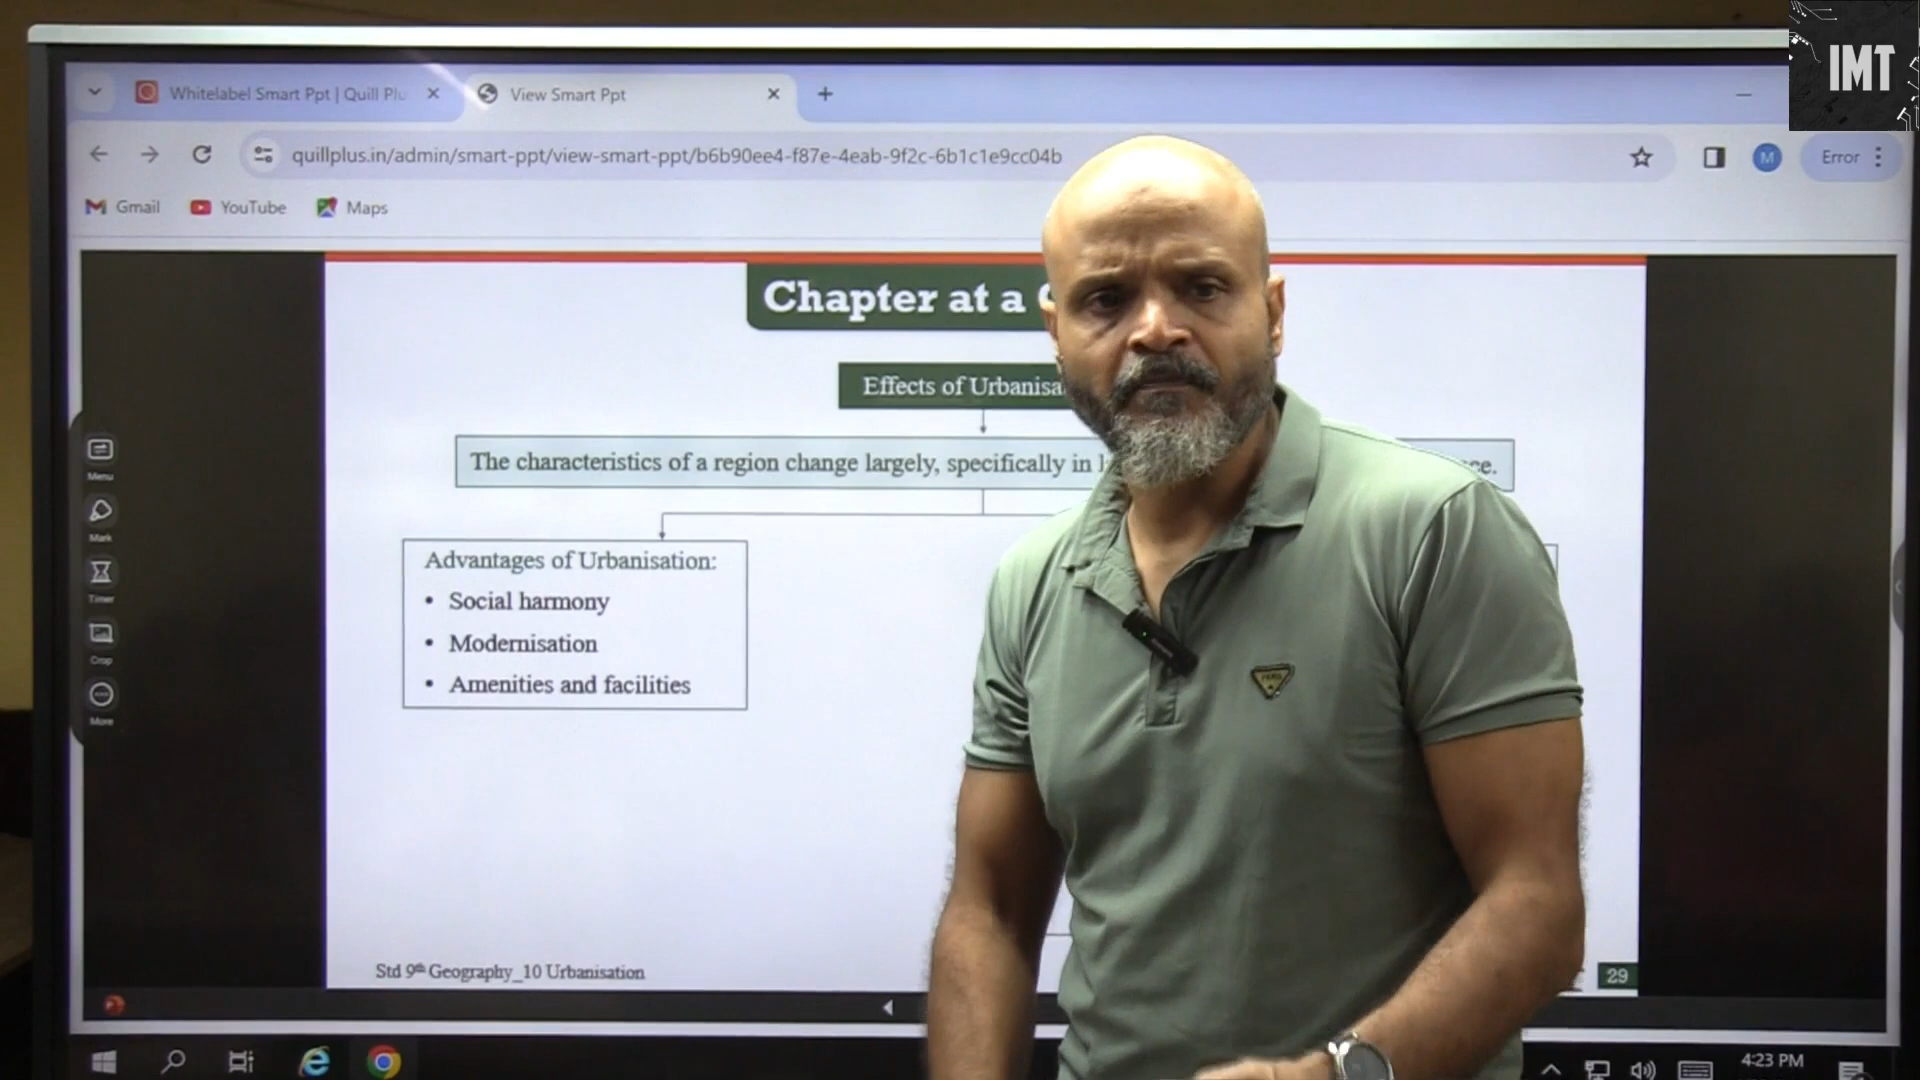 IMT
Whitelabel Smart Ppt | Quill Plu
View Smart Ppt
quillplus.in/admin/smart-ppt/view-smart-ppt/b6b90ee4-f87e-4eab-9f2c-6b1c1e9cc04b
M
Error
Gmail
YouTube
Maps
Chapter at a
Effects of Urbanisa
The characteristics of a region change largely, specifically in
Advantages of Urbanisation:
• Social harmony
• Modernisation
• Amenities and facilities
Menu
Mark
Timer
Crop
More
Std 9th Geography_10 Urbanisation
29
4:23 PM